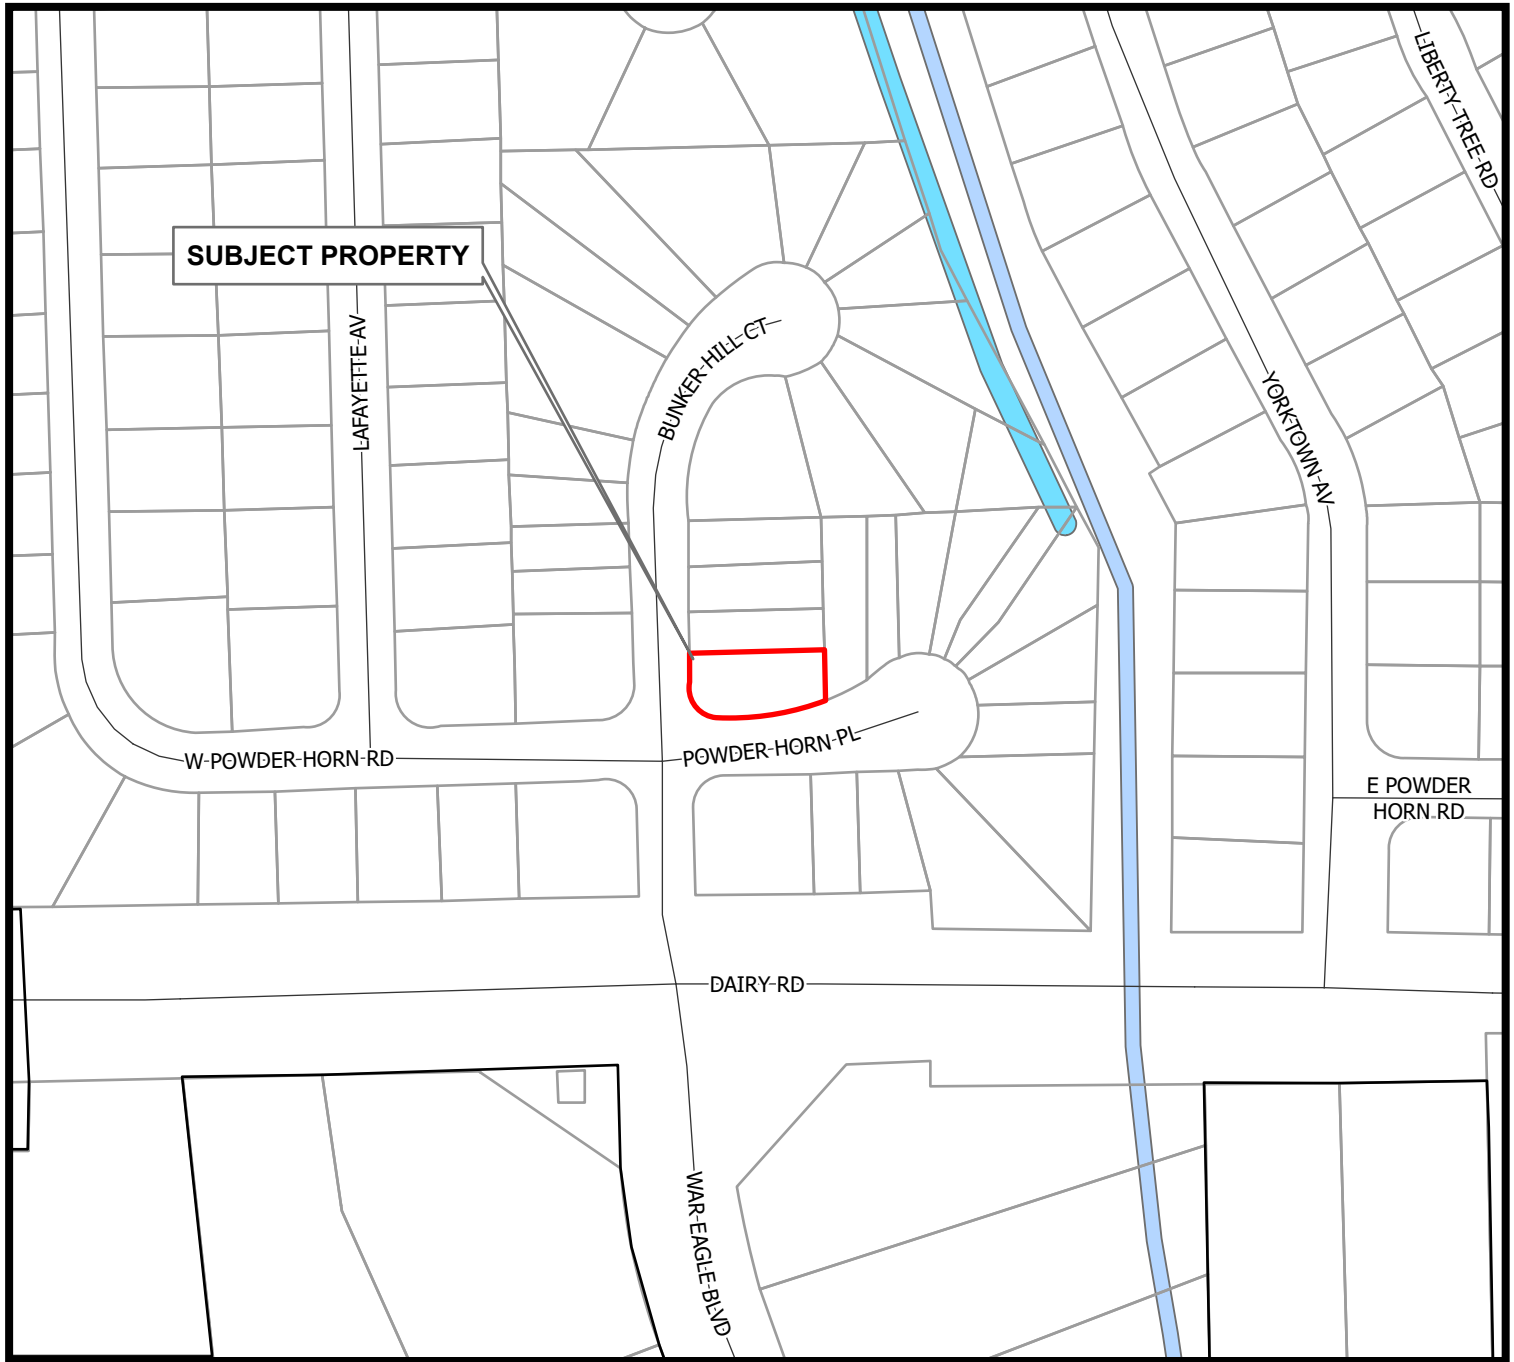 LIBERTY TREE RD
SUBJECT PROPERTY
LAFAYETTE AV
BUNKER HILL CT
YORKTOWN AV
W POWDER HORN RD
POWDER HORN PL
E POWDER
HORN RD
DAIRY RD
WAR EAGLE BLVD